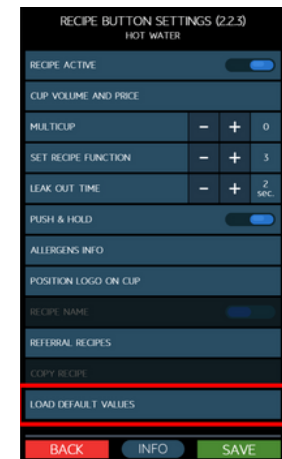 RECIPE BUTTON SETTINGS (2.2.3)
HOT WATER
RECIPE ACTIVE
CUP VOLUME AND PRICE
MULTICUP - + 0
SET RECIPE FUNCTION - + 3
LEAK OUT TIME - + 2 sec.
PUSH & HOLD
ALLERGENS INFO
POSITION LOGO ON CUP
RECIPE NAME
REFERRAL RECIPES
COPY RECIPE
LOAD DEFAULT VALUES
BACK INFO SAVE